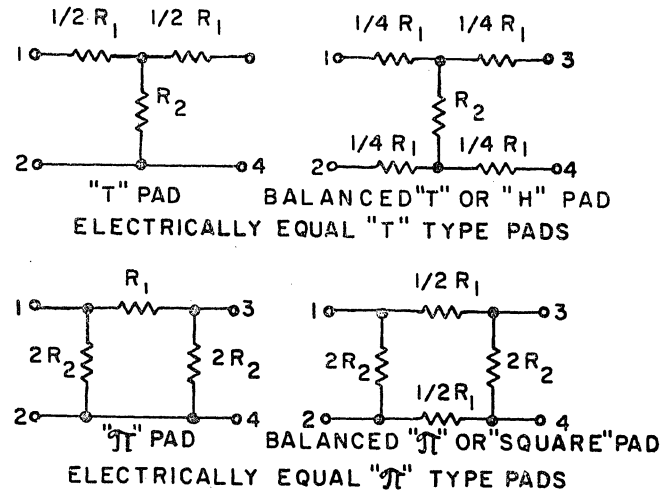 1/2 R1 1/2 R1
1 R2
2 4
"T" PAD
1/4 R1 1/4 R1
1 3
R2
1/4 R1 1/4 R1
2 4
BALANCED "T" OR "H" PAD
ELECTRICALLY EQUAL "T" TYPE PADS
R1
1 3
2R2 2R2
2 4
"π" PAD
1/2 R1
1 3
2R2 2R2
1/2 R1
2 4
BALANCED "π" OR "SQUARE" PAD
ELECTRICALLY EQUAL "π" TYPE PADS